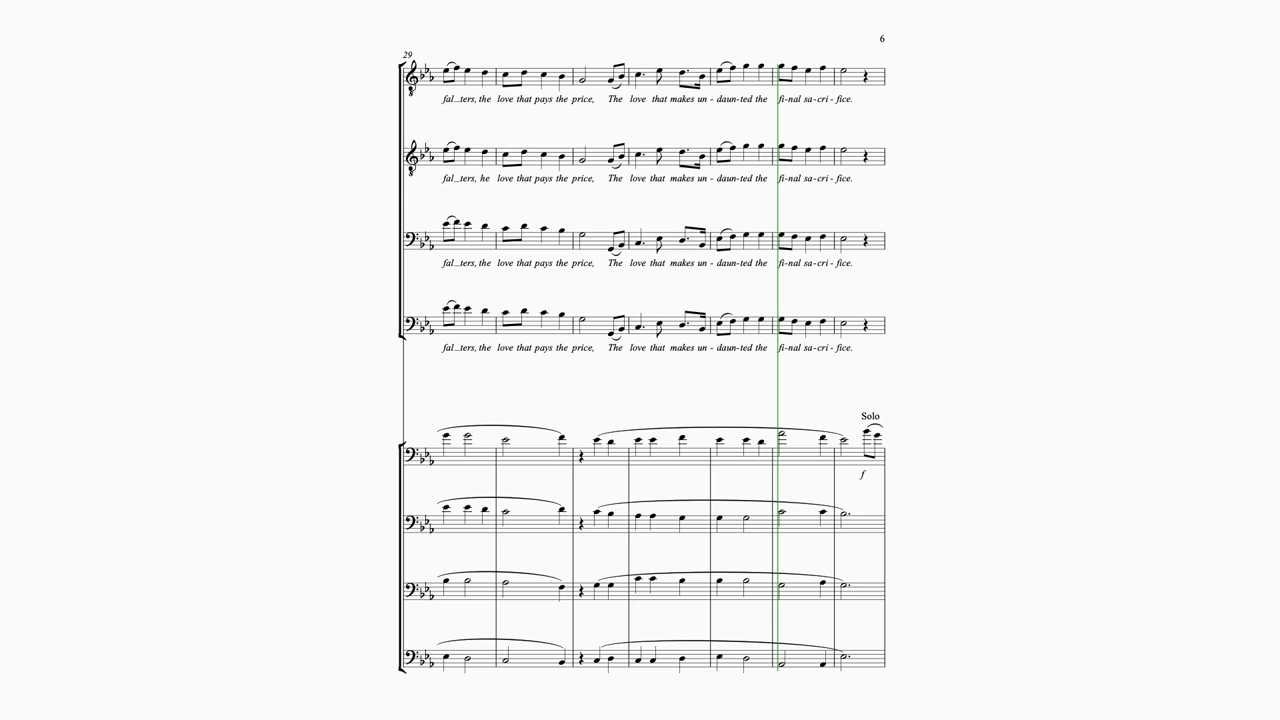 6
29
fal_ters, the love that pays the price, The love that makes un - daun-ted the fi-nal sa-cri - fice.
fal_ters, he love that pays the price, The love that makes un - daun-ted the fi-nal sa-cri - fice.
fal_ters, the love that pays the price, The love that makes un - daun-ted the fi-nal sa-cri - fice.
fal_ters, the love that pays the price, The love that makes un - daun-ted the fi-nal sa-cri - fice.
Solo
f